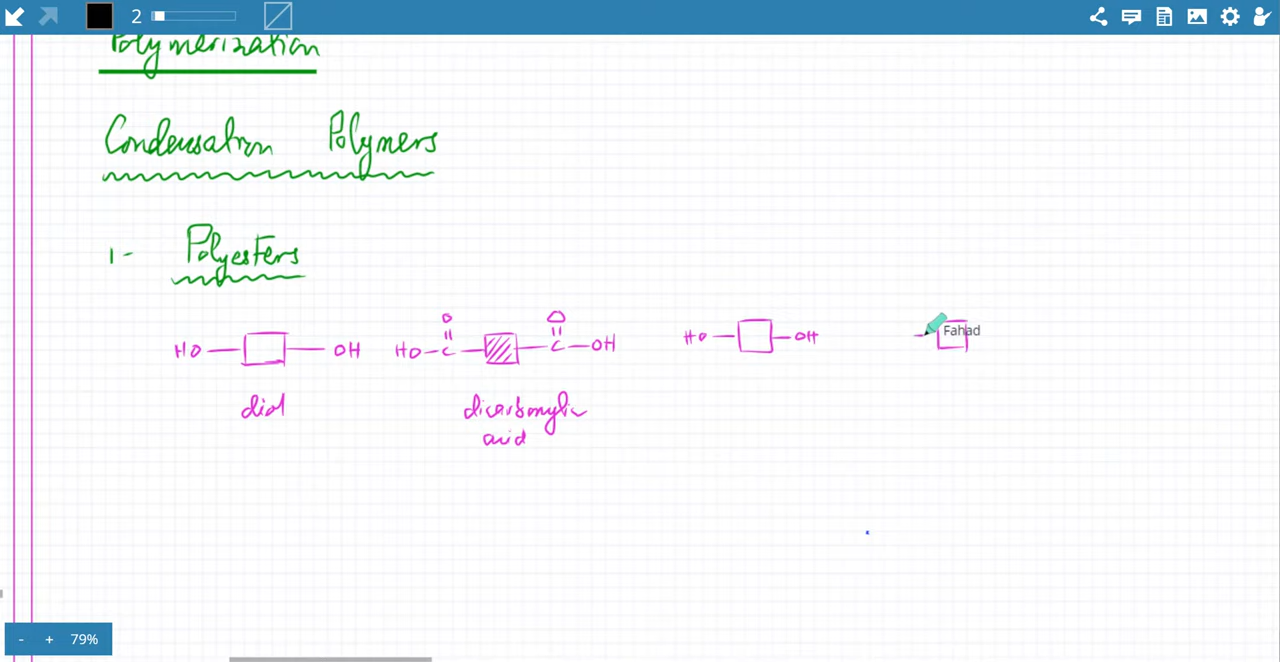 2
Polymerization
Condensation Polymers
1- Polyesters
HO OH HO-C O C O -OH HO OH Fahad
diol dicarboxylic
acid
- + 79%